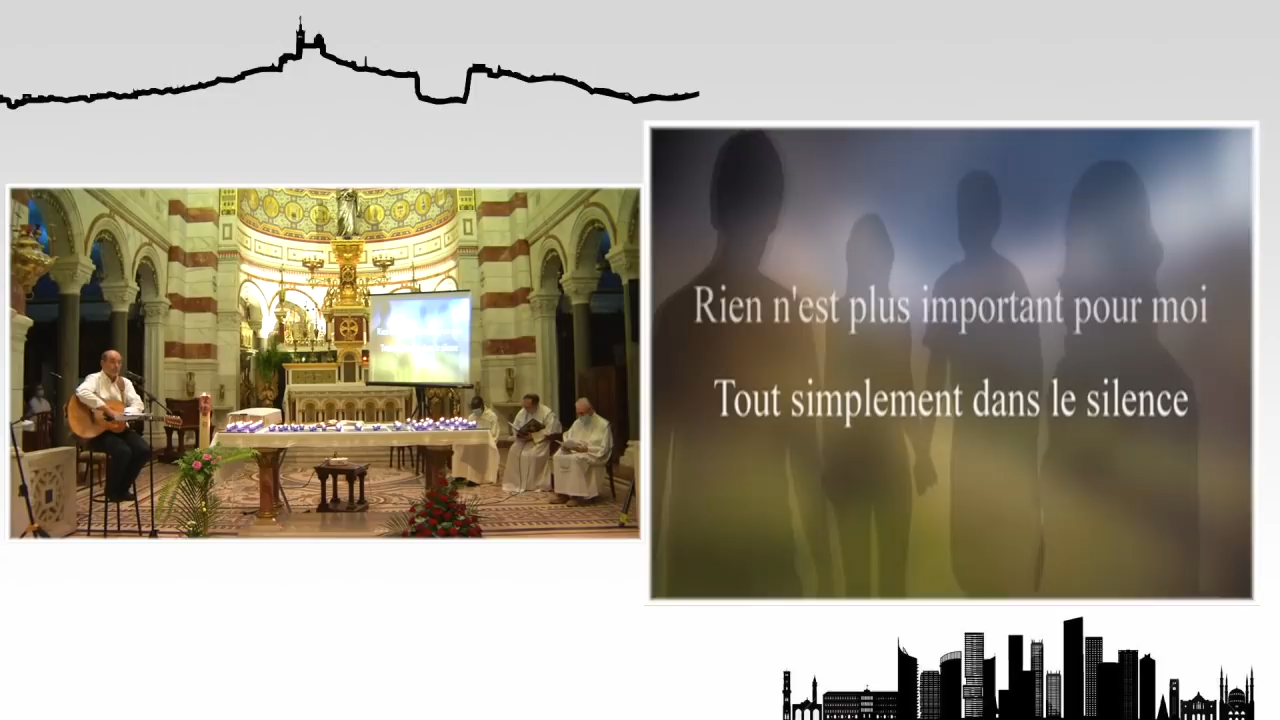 Rien n'est plus important pour moi
Tout simplement dans le silence